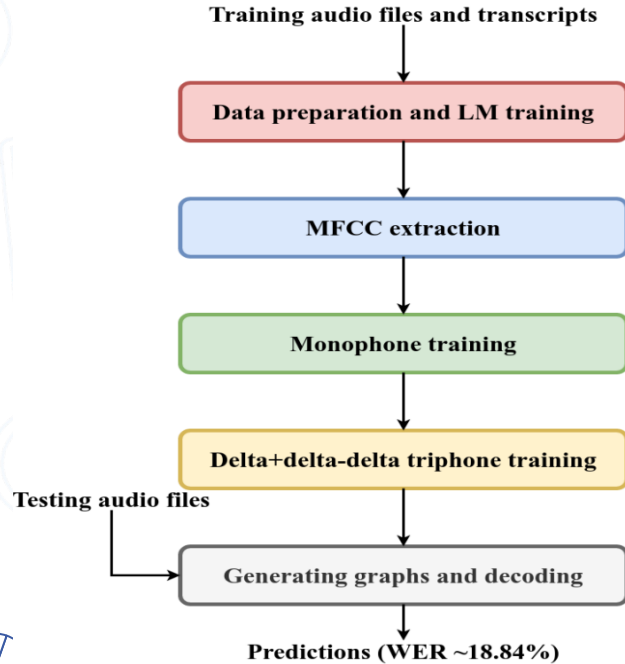 Training audio files and transcripts
Data preparation and LM training
MFCC extraction
Monophone training
Delta+delta-delta triphone training
Testing audio files
Generating graphs and decoding
Predictions (WER ~18.84%)